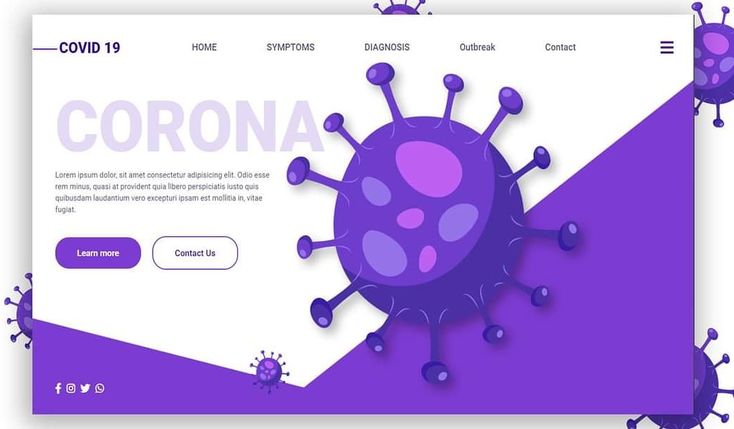 COVID 19
HOME
SYMPTOMS
DIAGNOSIS
Outbreak
Contact
CORONA
Lorem ipsum dolor, sit amet consectetur adipisicing elit. Odio esse
rem minus, quasi at provident quia libero perspiciatis iusto quis
quibusdam laudantium vero excepturi ipsam est mollitia in, vitae
fugiat.
Learn more
Contact Us